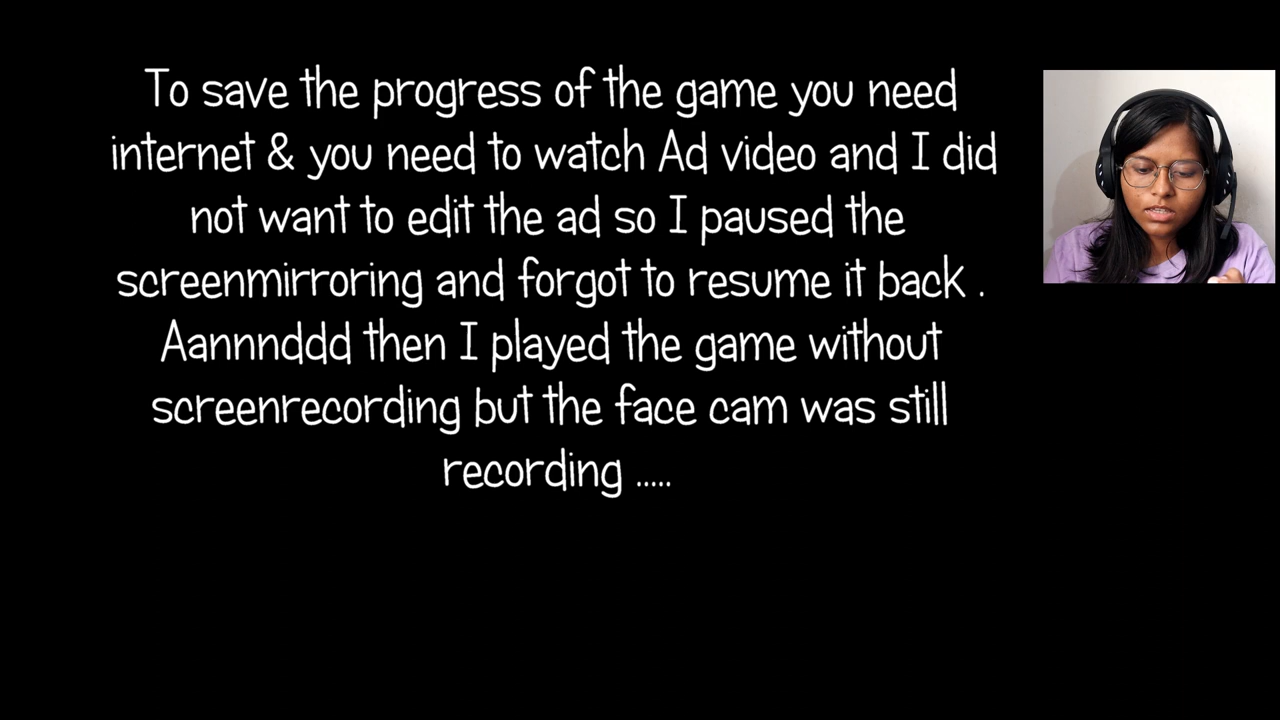 To save the progress of the game you need
internet & you need to watch Ad video and I did
not want to edit the ad so I paused the
screenmirroring and forgot to resume it back .
Aannnddd then I played the game without
screenrecording but the face cam was still
recording .....